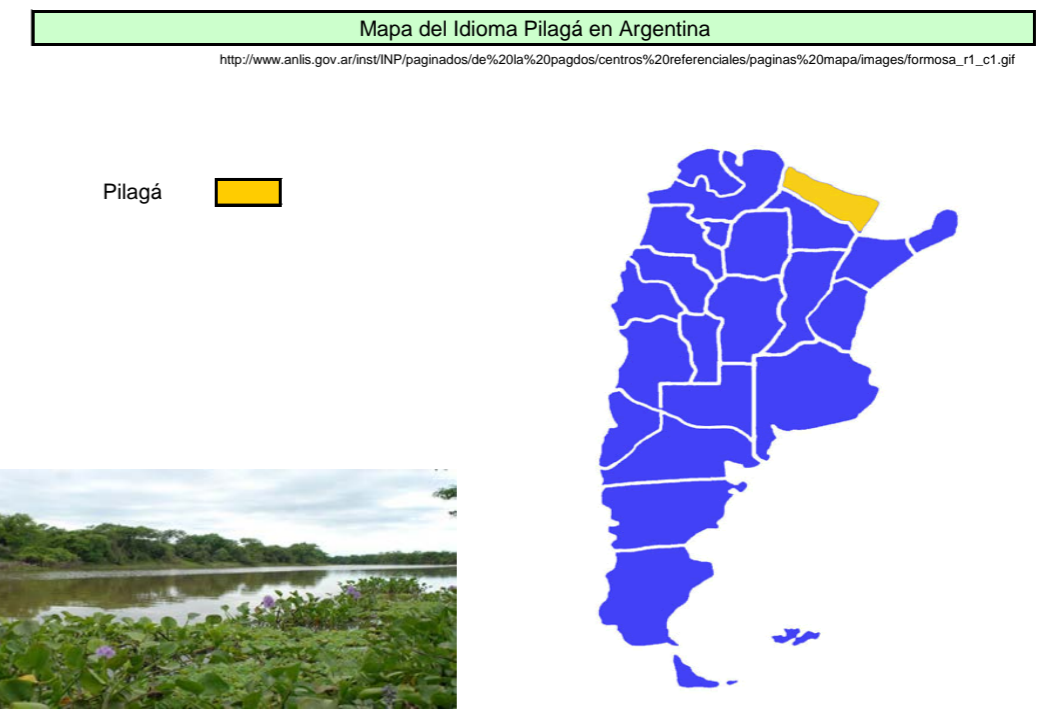 Mapa del Idioma Pilagá en Argentina
http://www.anlis.gov.ar/inst/INP/paginados/de%20la%20pagdos/centros%20referenciales/paginas%20mapa/images/formosa_r1_c1.gif
Pilagá